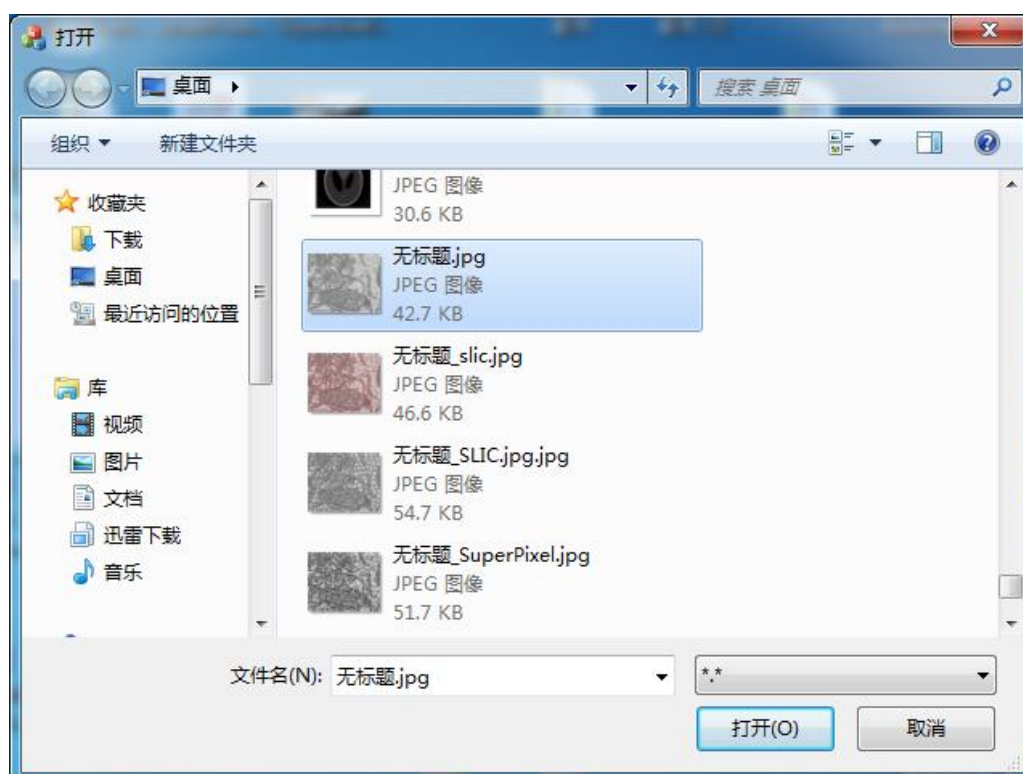 打开
桌面
搜索 桌面
组织
新建文件夹
收藏夹
下载
桌面
最近访问的位置
库
视频
图片
文档
迅雷下载
音乐
JPEG 图像
30.6 KB
无标题.jpg
JPEG 图像
42.7 KB
无标题_slic.jpg
JPEG 图像
46.6 KB
无标题_SLIC.jpg.jpg
JPEG 图像
54.7 KB
无标题_SuperPixel.jpg
JPEG 图像
51.7 KB
文件名(N): 无标题.jpg
*.*
打开(O)
取消